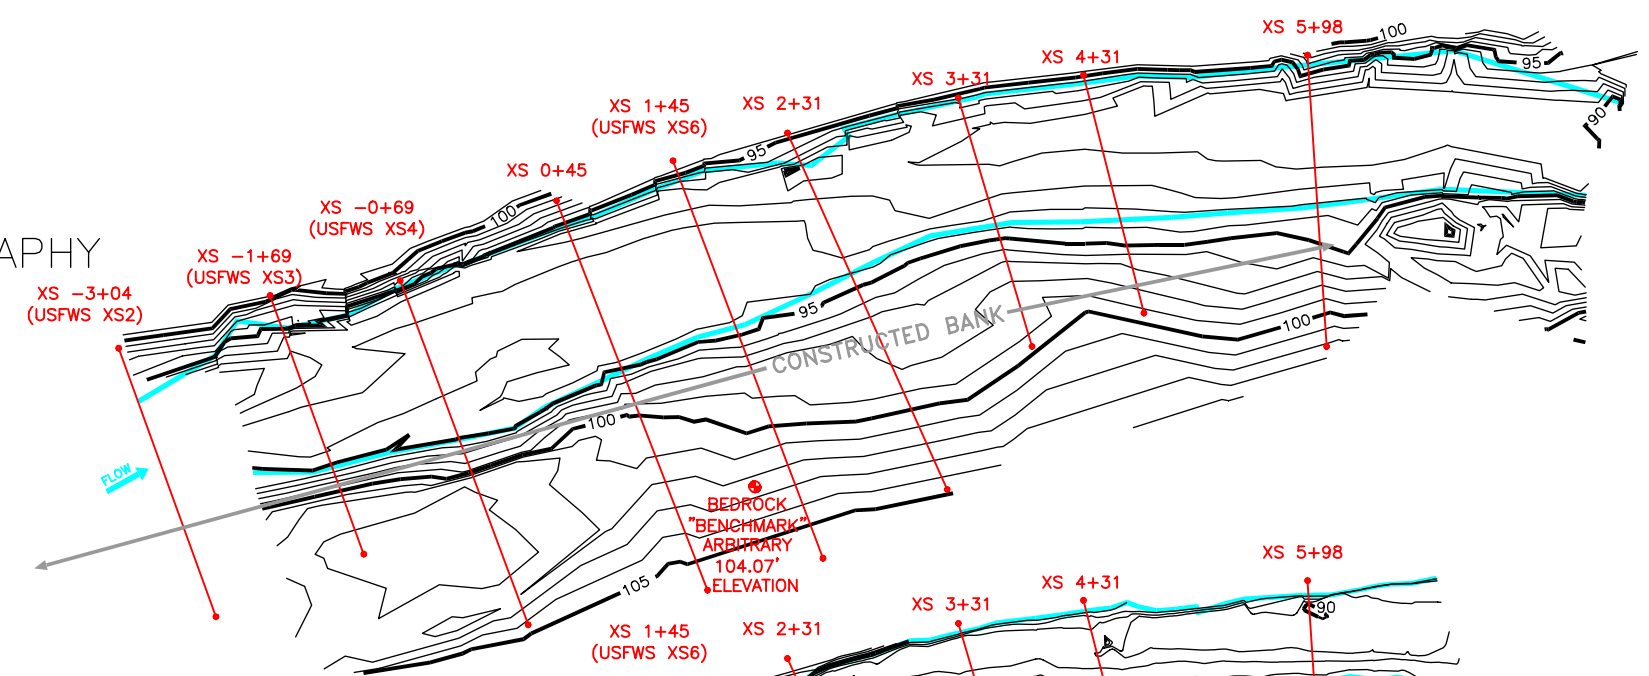 XS 5+98
100
XS 4+31
95
XS 3+31
XS 1+45
(USFWS XS6)
XS 2+31
90
95
XS 0+45
XS -0+69
(USFWS XS4)
100
APHY
XS -1+69
(USFWS XS3)
XS -3+04
(USFWS XS2)
95
CONSTRUCTED BANK
100
100
FLOW
BEDROCK
"BENCHMARK"
ARBITRARY
104.07'
ELEVATION
105
XS 5+98
XS 4+31
XS 3+31
90
XS 1+45
(USFWS XS6)
XS 2+31